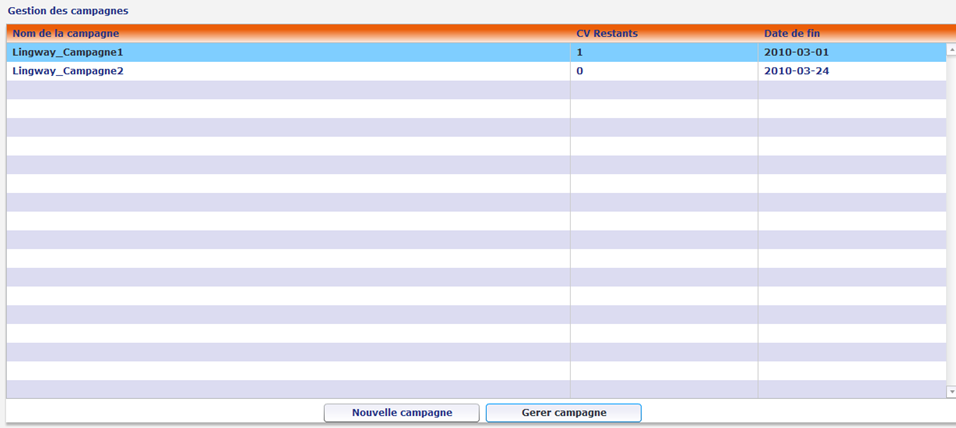 Gestion des campagnes
Nom de la campagne CV Restants Date de fin
Lingway_Campagne1 1 2010-03-01
Lingway_Campagne2 0 2010-03-24
Nouvelle campagne Gerer campagne